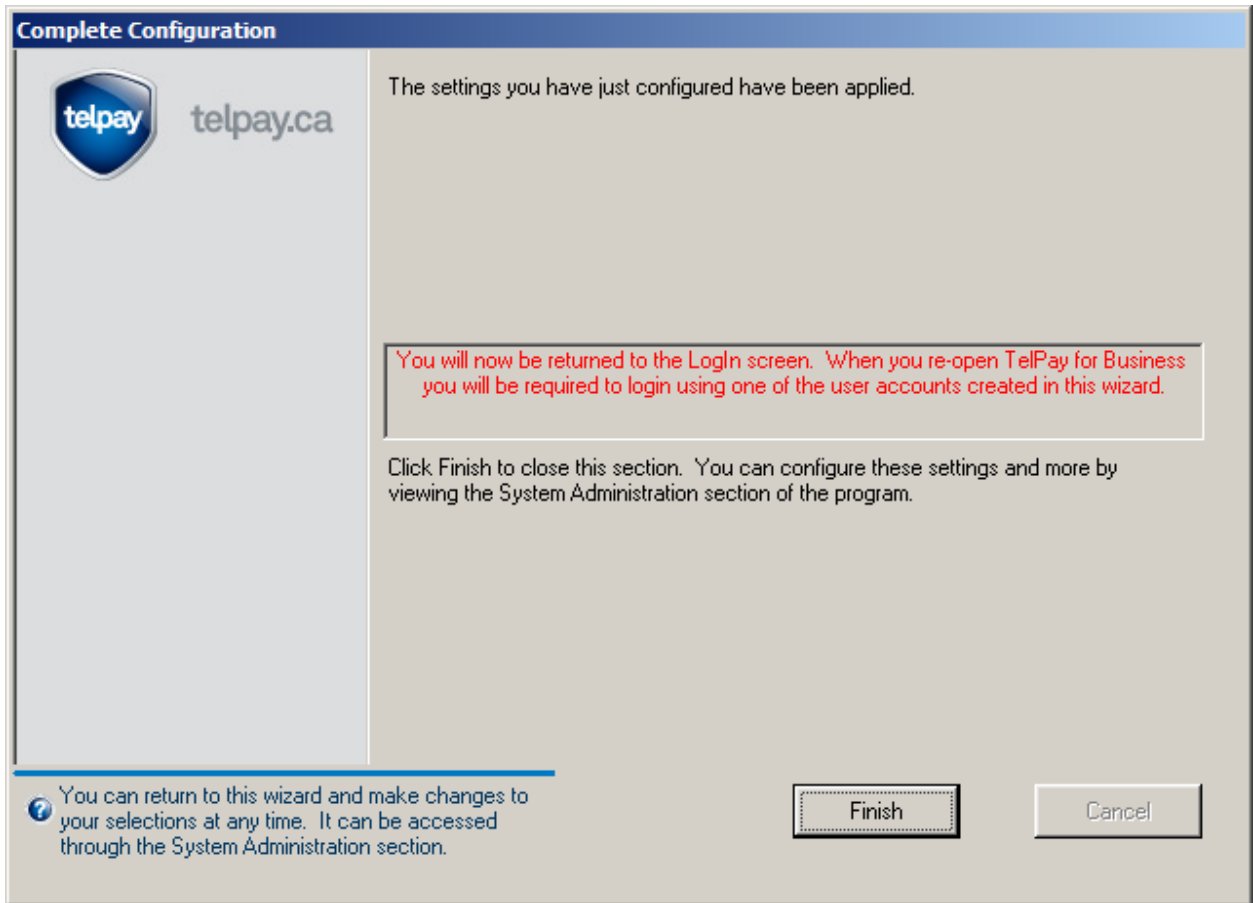 Complete Configuration
telpay
telpay.ca
The settings you have just configured have been applied.
You will now be returned to the LogIn screen.  When you re-open TelPay for Business
you will be required to login using one of the user accounts created in this wizard.
Click Finish to close this section.  You can configure these settings and more by
viewing the System Administration section of the program.
You can return to this wizard and make changes to
your selections at any time.  It can be accessed
through the System Administration section.
Finish
Cancel